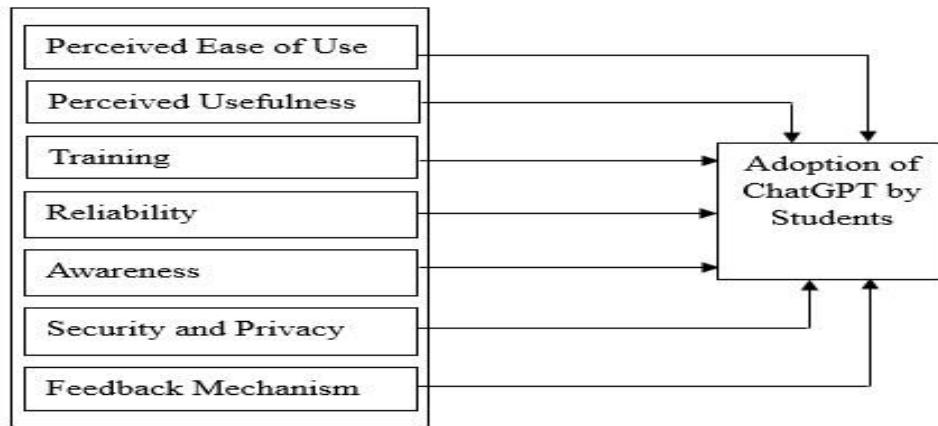 Perceived Ease of Use
Perceived Usefulness
Training
Reliability
Awareness
Security and Privacy
Feedback Mechanism
Adoption of
ChatGPT by
Students